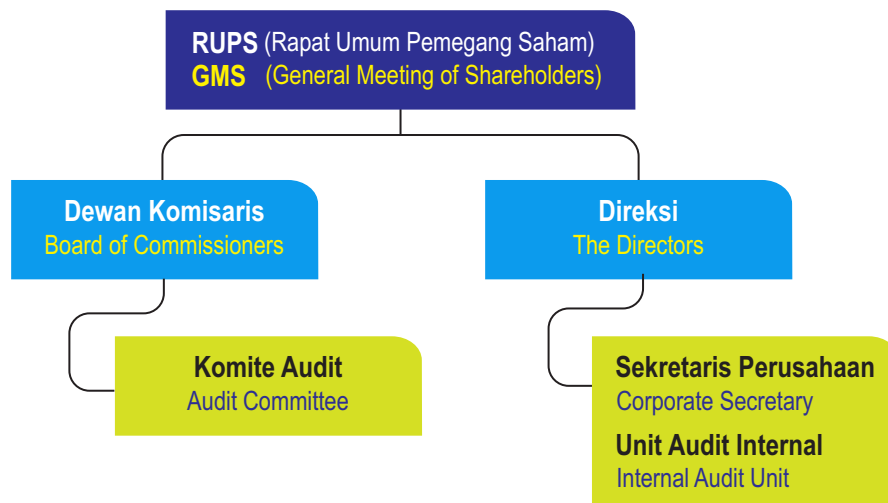 RUPS (Rapat Umum Pemegang Saham)
GMS (General Meeting of Shareholders)
Dewan Komisaris
Board of Commissioners
Direksi
The Directors
Komite Audit
Audit Committee
Sekretaris Perusahaan
Corporate Secretary
Unit Audit Internal
Internal Audit Unit